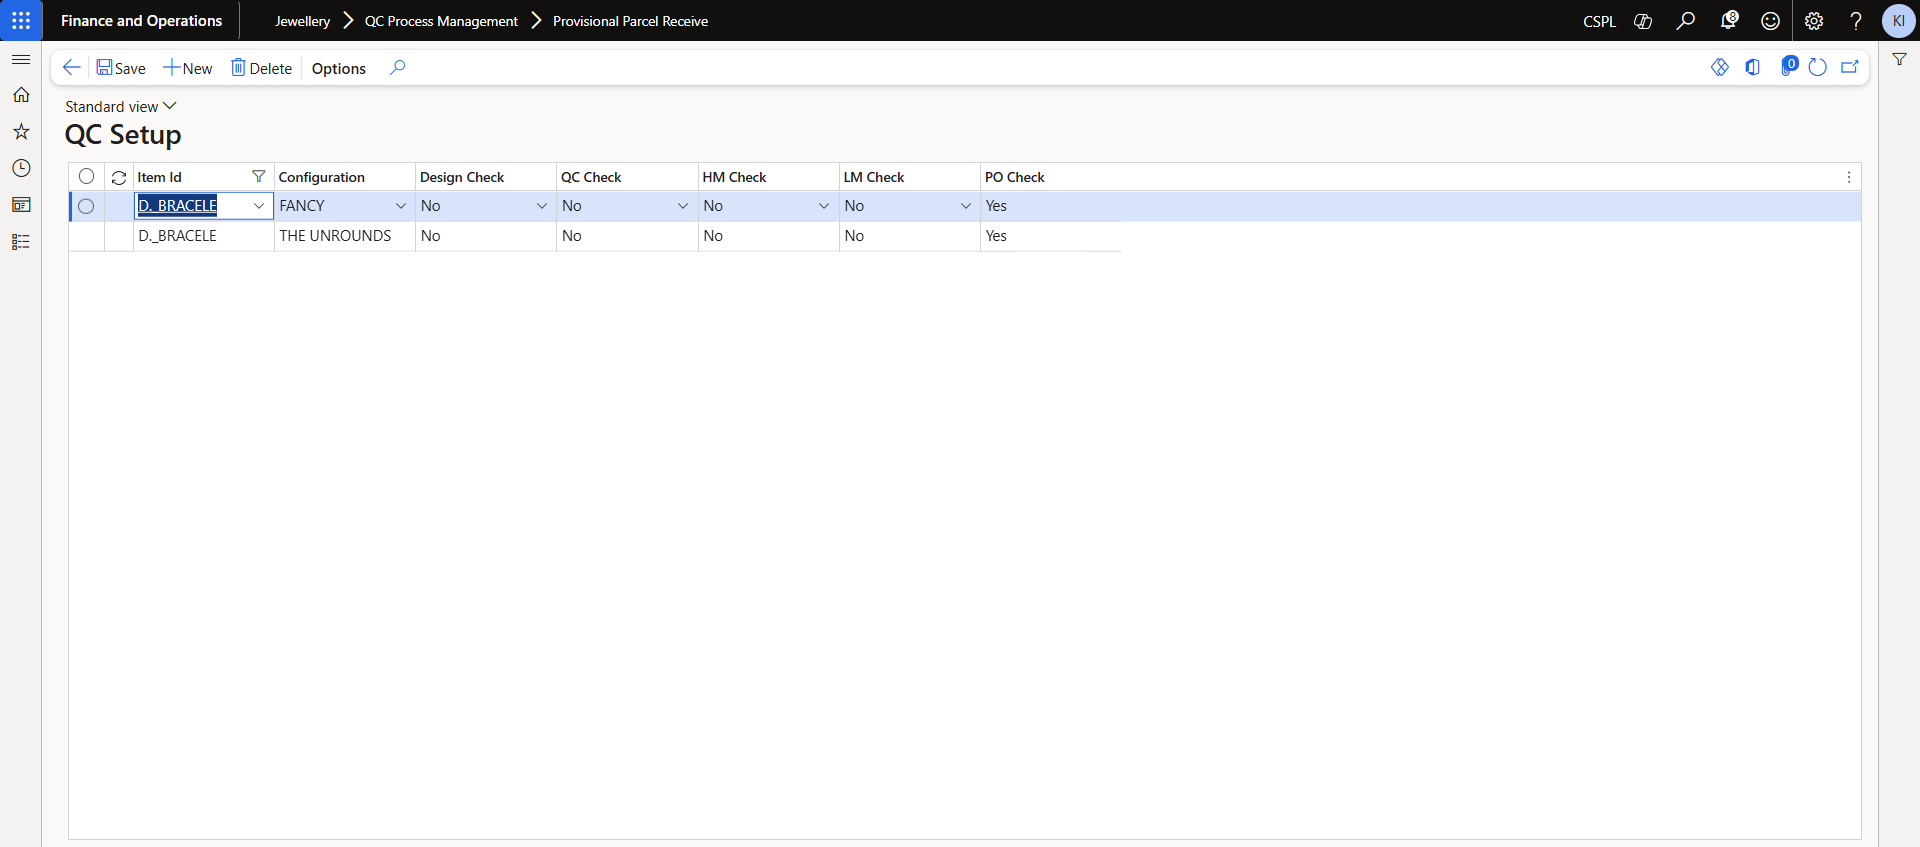 Finance and Operations Jewellery QC Process Management Provisional Parcel Receive CSPL 8 ? KI
Save New Delete Options 0
Standard view
QC Setup
Item Id Configuration Design Check QC Check HM Check LM Check PO Check
D._BRACELE FANCY No No No No Yes
D._BRACELE THE UNROUNDS No No No No Yes